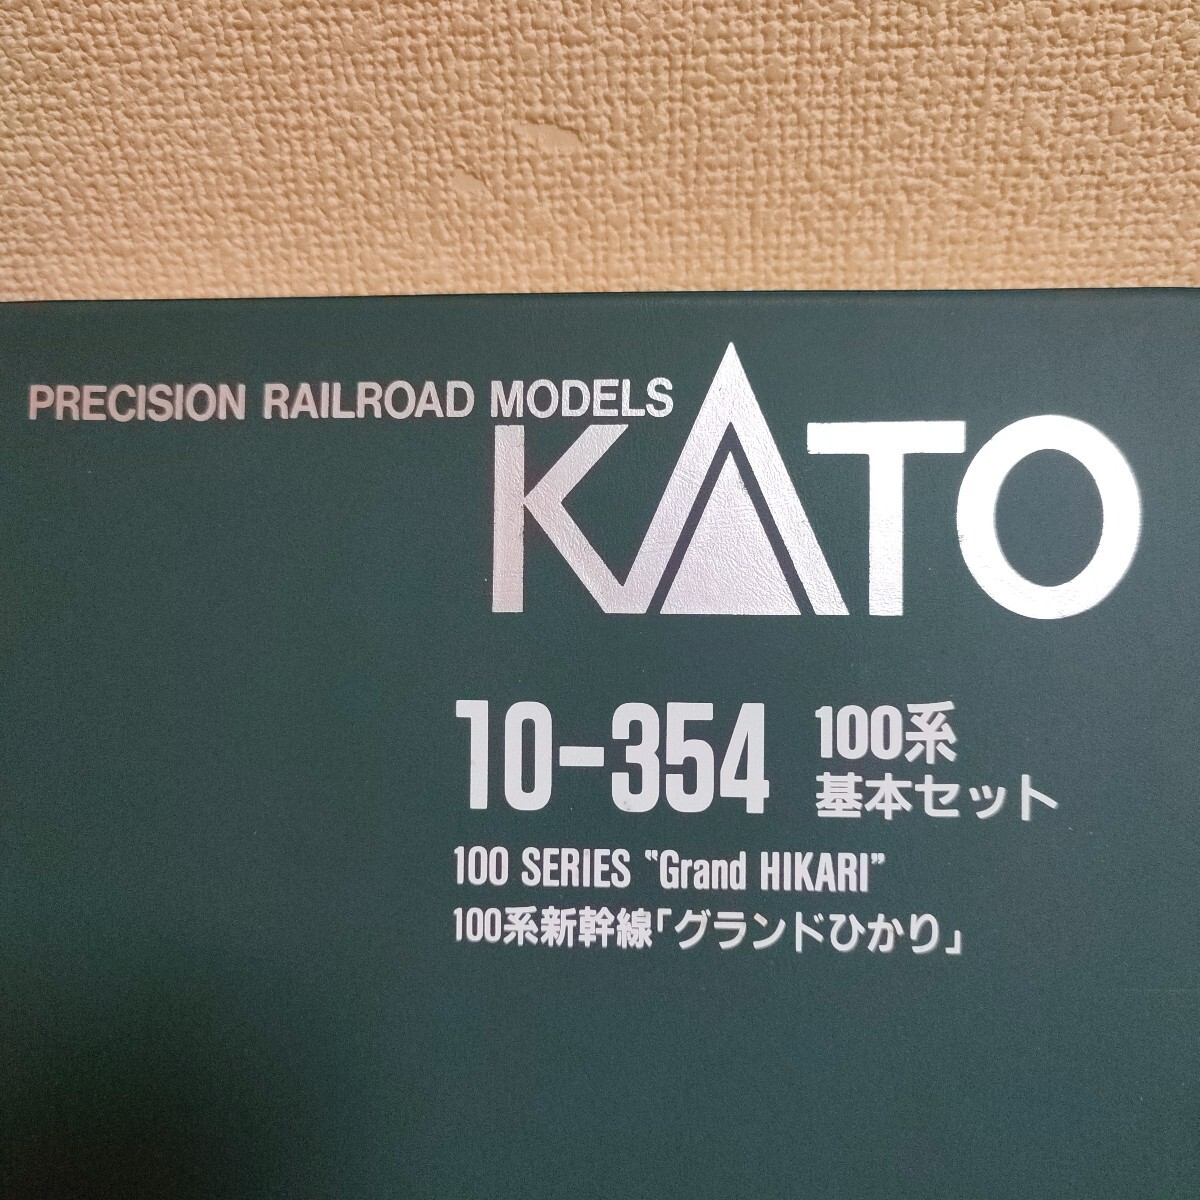 PRECISION RAILROAD MODELS
KATO
10-354
100系
基本セット
100 SERIES "Grand HIKARI"
100系新幹線「グランドひかり」